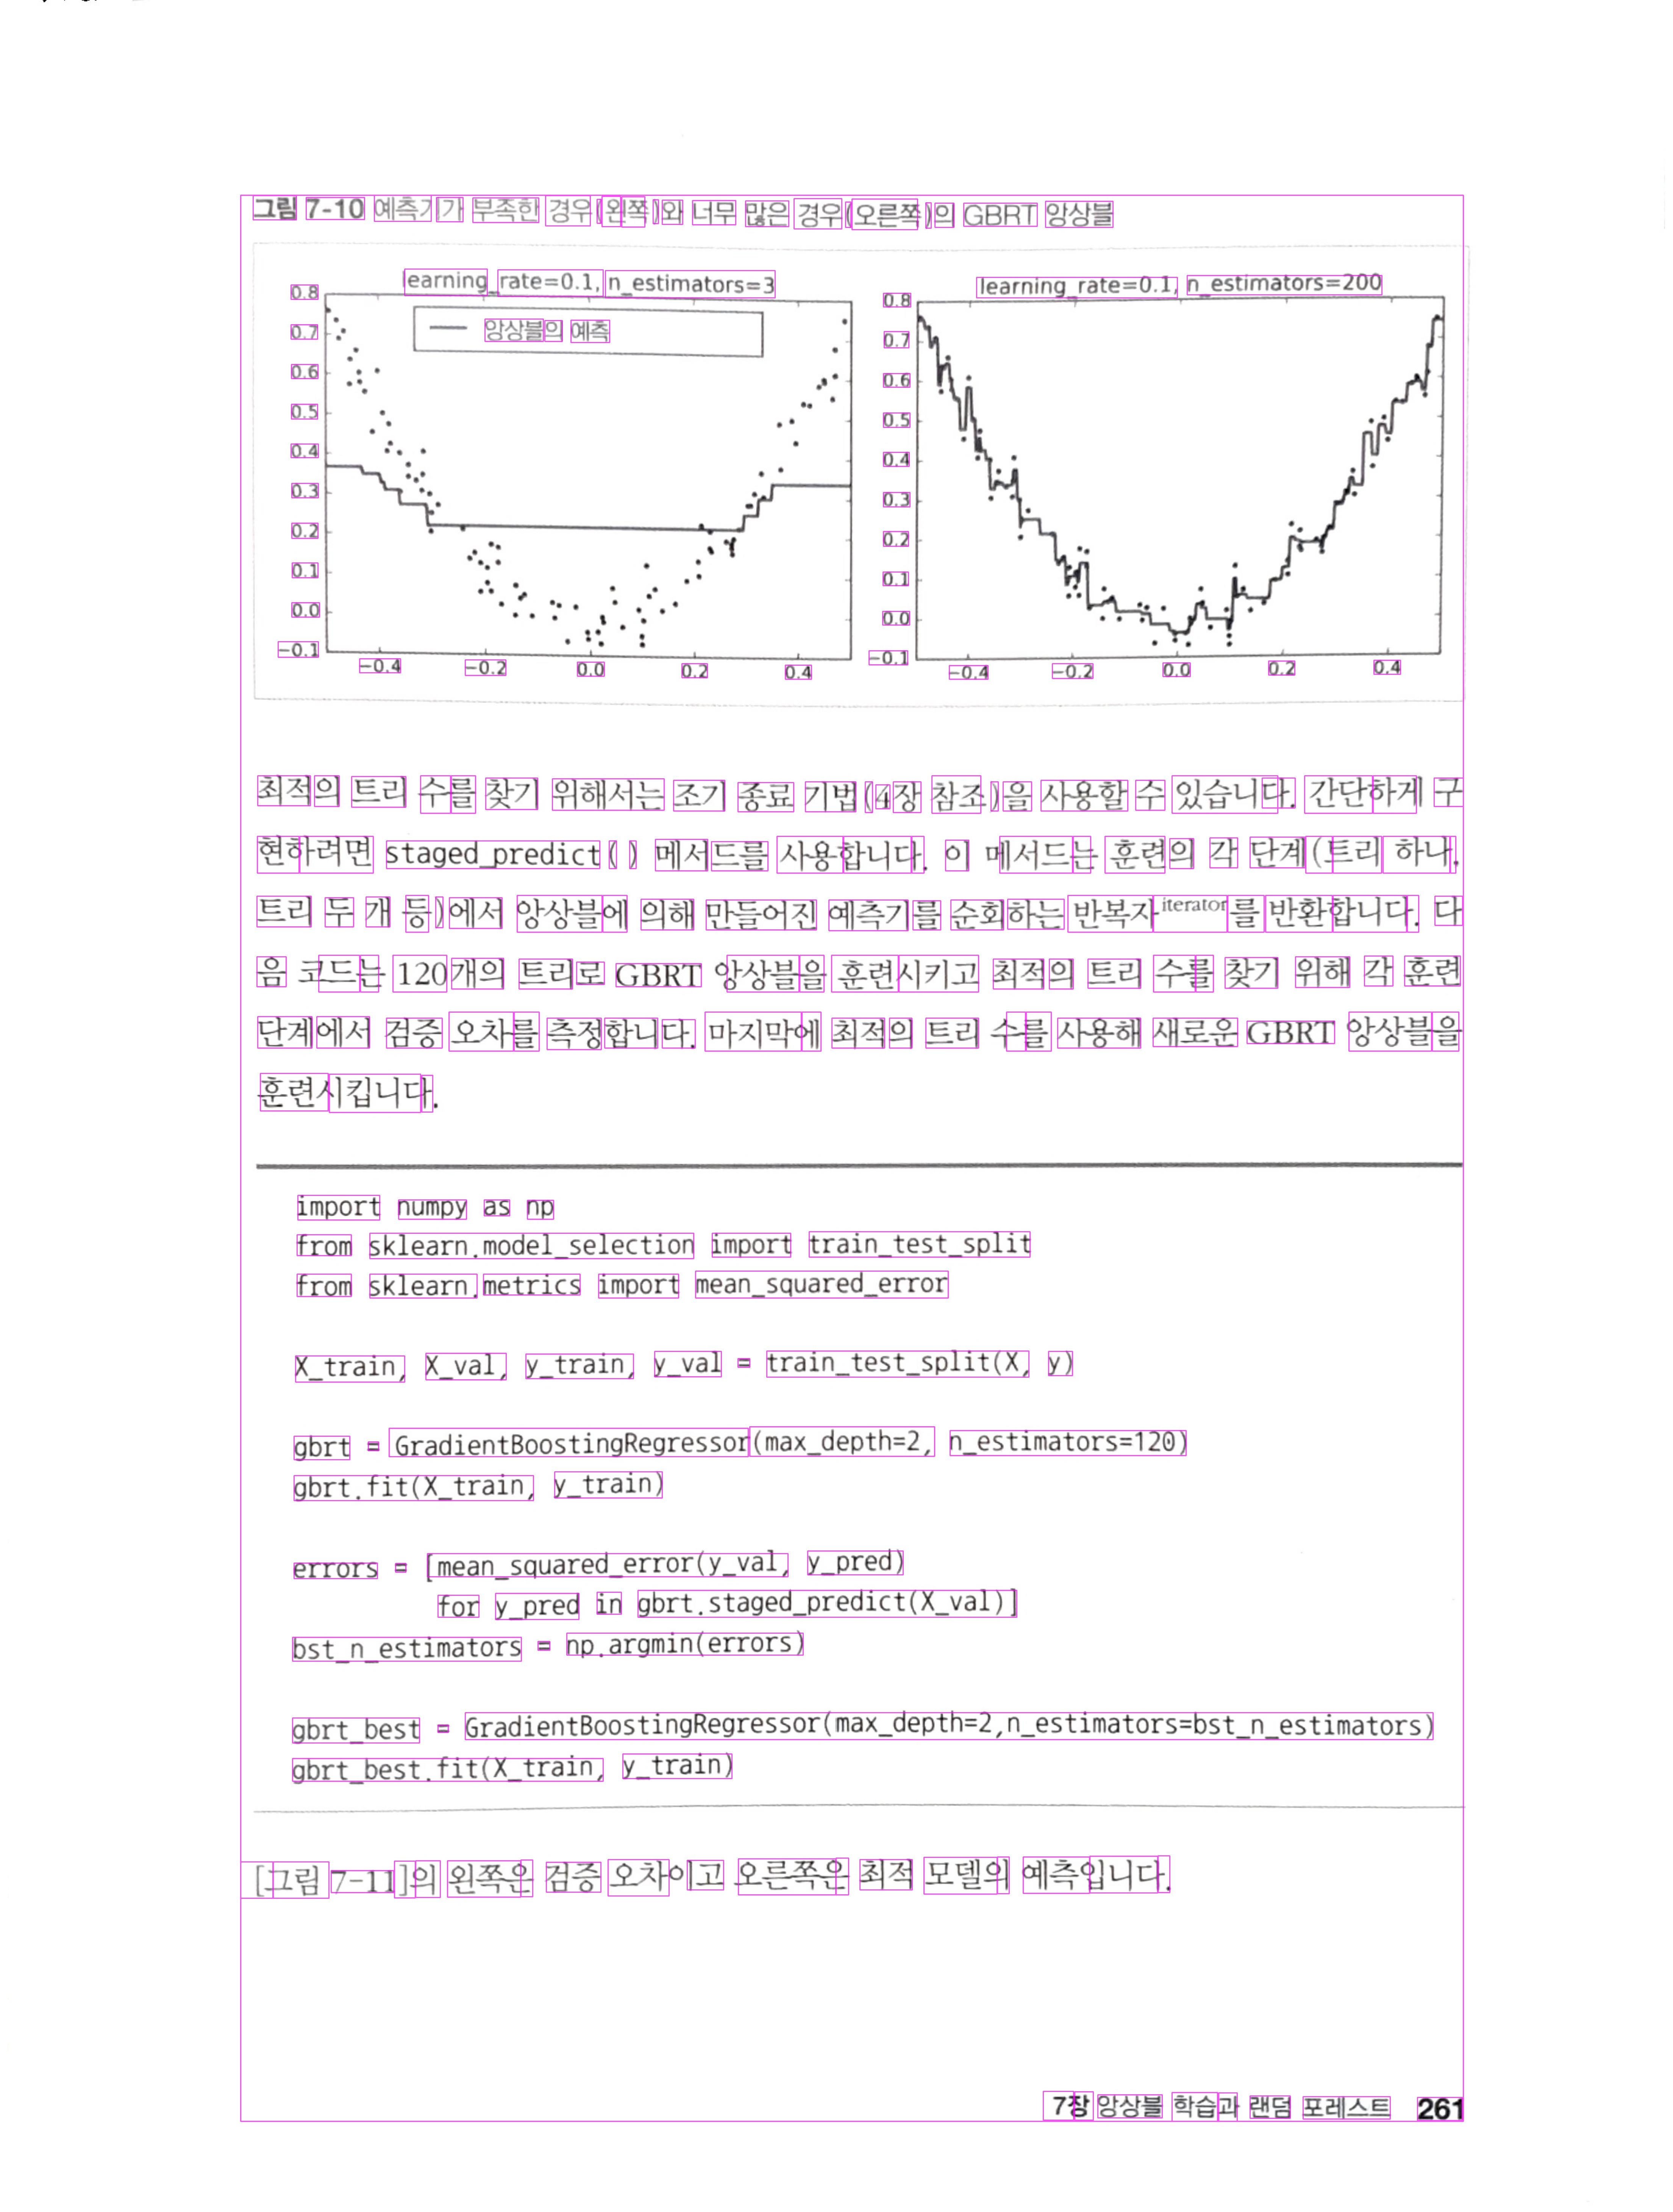 그림 7-10 예측기가 부족한 경우(왼쪽)와 너무 많은 경우(오른쪽)의 GBRT 앙상블
learning_rate=0.1, n_estimators=3
learning_rate=0.1, n_estimators=200
앙상블의 예측
0.8
0.7
0.6
0.5
0.4
0.3
0.2
0.1
0.0
−0.1
−0.4 −0.2 0.0 0.2 0.4
0.8
0.7
0.6
0.5
0.4
0.3
0.2
0.1
0.0
−0.1
−0.4 −0.2 0.0 0.2 0.4
최적의 트리 수를 찾기 위해서는 조기 종료 기법(4장 참조)을 사용할 수 있습니다. 간단하게 구
현하려면 staged_predict() 메서드를 사용합니다. 이 메서드는 훈련의 각 단계(트리 하나,
트리 두 개 등)에서 앙상블에 의해 만들어진 예측기를 순회하는 반복자iterator를 반환합니다. 다
음 코드는 120개의 트리로 GBRT 앙상블을 훈련시키고 최적의 트리 수를 찾기 위해 각 훈련
단계에서 검증 오차를 측정합니다. 마지막에 최적의 트리 수를 사용해 새로운 GBRT 앙상블을
훈련시킵니다.
import numpy as np
from sklearn.model_selection import train_test_split
from sklearn.metrics import mean_squared_error
X_train, X_val, y_train, y_val = train_test_split(X, y)
gbrt = GradientBoostingRegressor(max_depth=2, n_estimators=120)
gbrt.fit(X_train, y_train)
errors = [mean_squared_error(y_val, y_pred)
for y_pred in gbrt.staged_predict(X_val)]
bst_n_estimators = np.argmin(errors)
gbrt_best = GradientBoostingRegressor(max_depth=2,n_estimators=bst_n_estimators)
gbrt_best.fit(X_train, y_train)
[그림 7-11]의 왼쪽은 검증 오차이고 오른쪽은 최적 모델의 예측입니다.
7장 앙상블 학습과 랜덤 포레스트 261